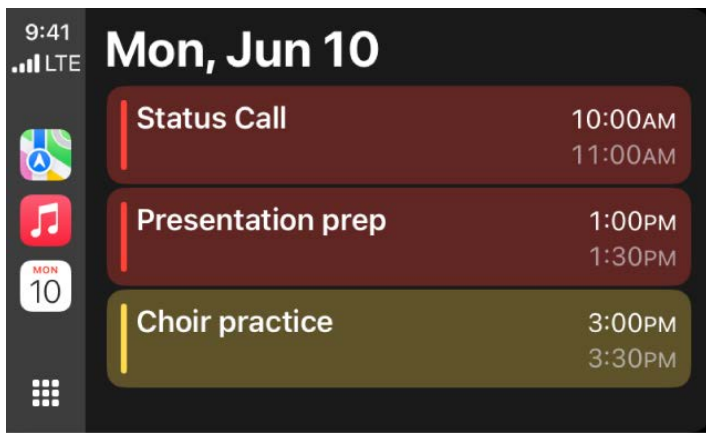 9:41
LTE
Mon, Jun 10
Status Call 10:00AM
11:00AM
Presentation prep 1:00PM
1:30PM
MON
10
Choir practice 3:00PM
3:30PM